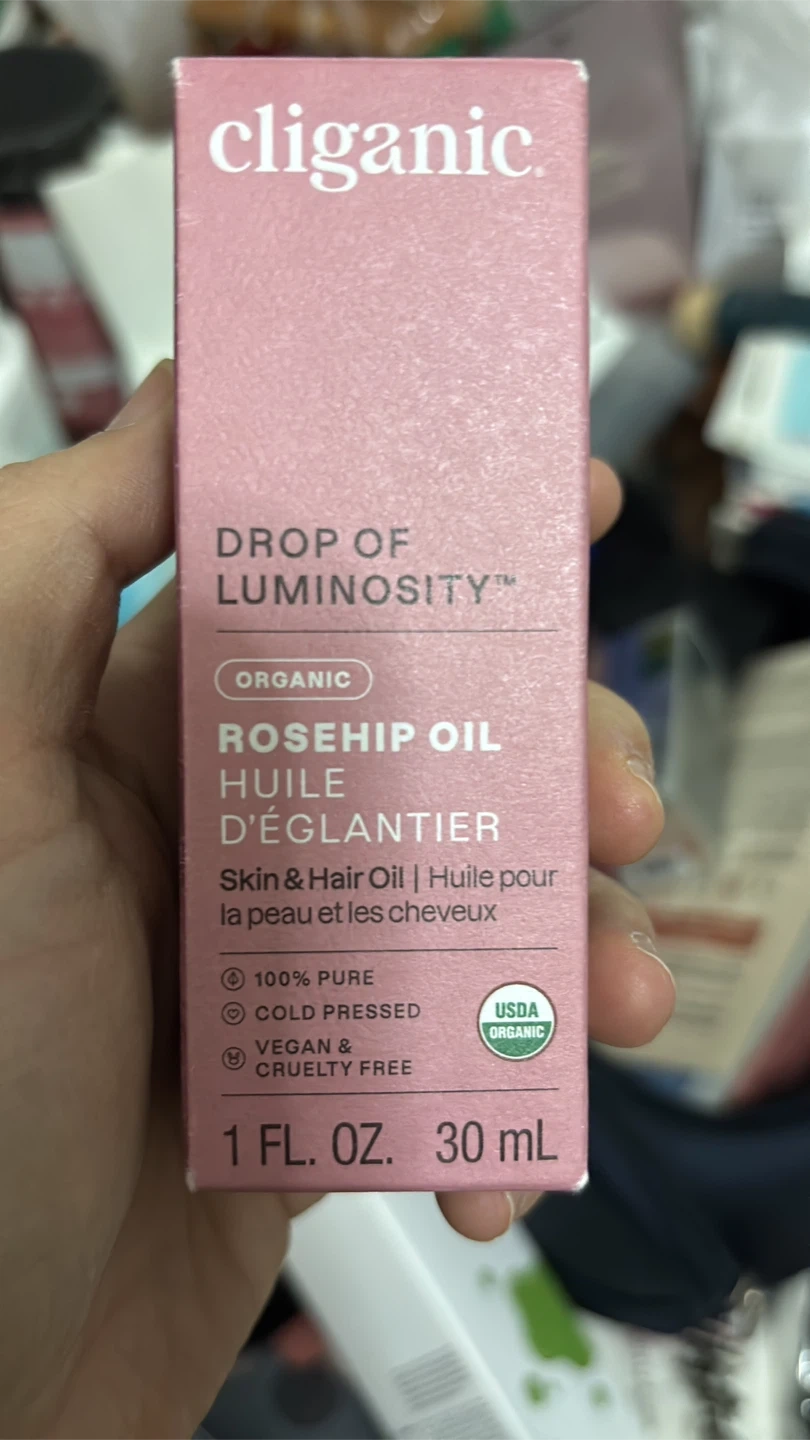 cliganic
DROP OF
LUMINOSITY™
ORGANIC
ROSEHIP OIL
HUILE
D'ÉGLANTIER
Skin & Hair Oil | Huile pour
la peau et les cheveux
100% PURE
COLD PRESSED
VEGAN &
CRUELTY FREE
USDA
ORGANIC
1 FL. OZ. 30 mL